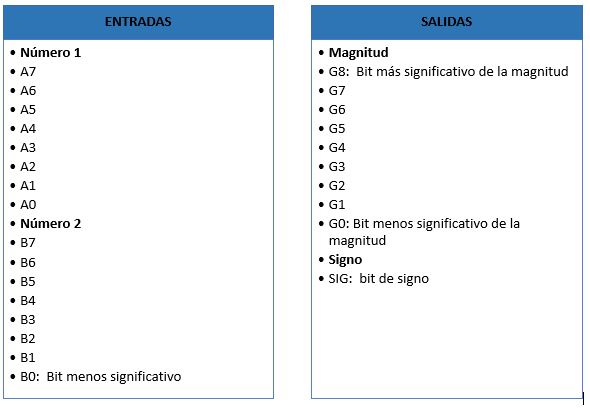 ENTRADAS
• Número 1
• A7
• A6
• A5
• A4
• A3
• A2
• A1
• A0
• Número 2
• B7
• B6
• B5
• B4
• B3
• B2
• B1
• B0:  Bit menos significativo
SALIDAS
• Magnitud
• G8:  Bit más significativo de la magnitud
• G7
• G6
• G5
• G4
• G3
• G2
• G1
• G0: Bit menos significativo de la
magnitud
• Signo
• SIG:  bit de signo